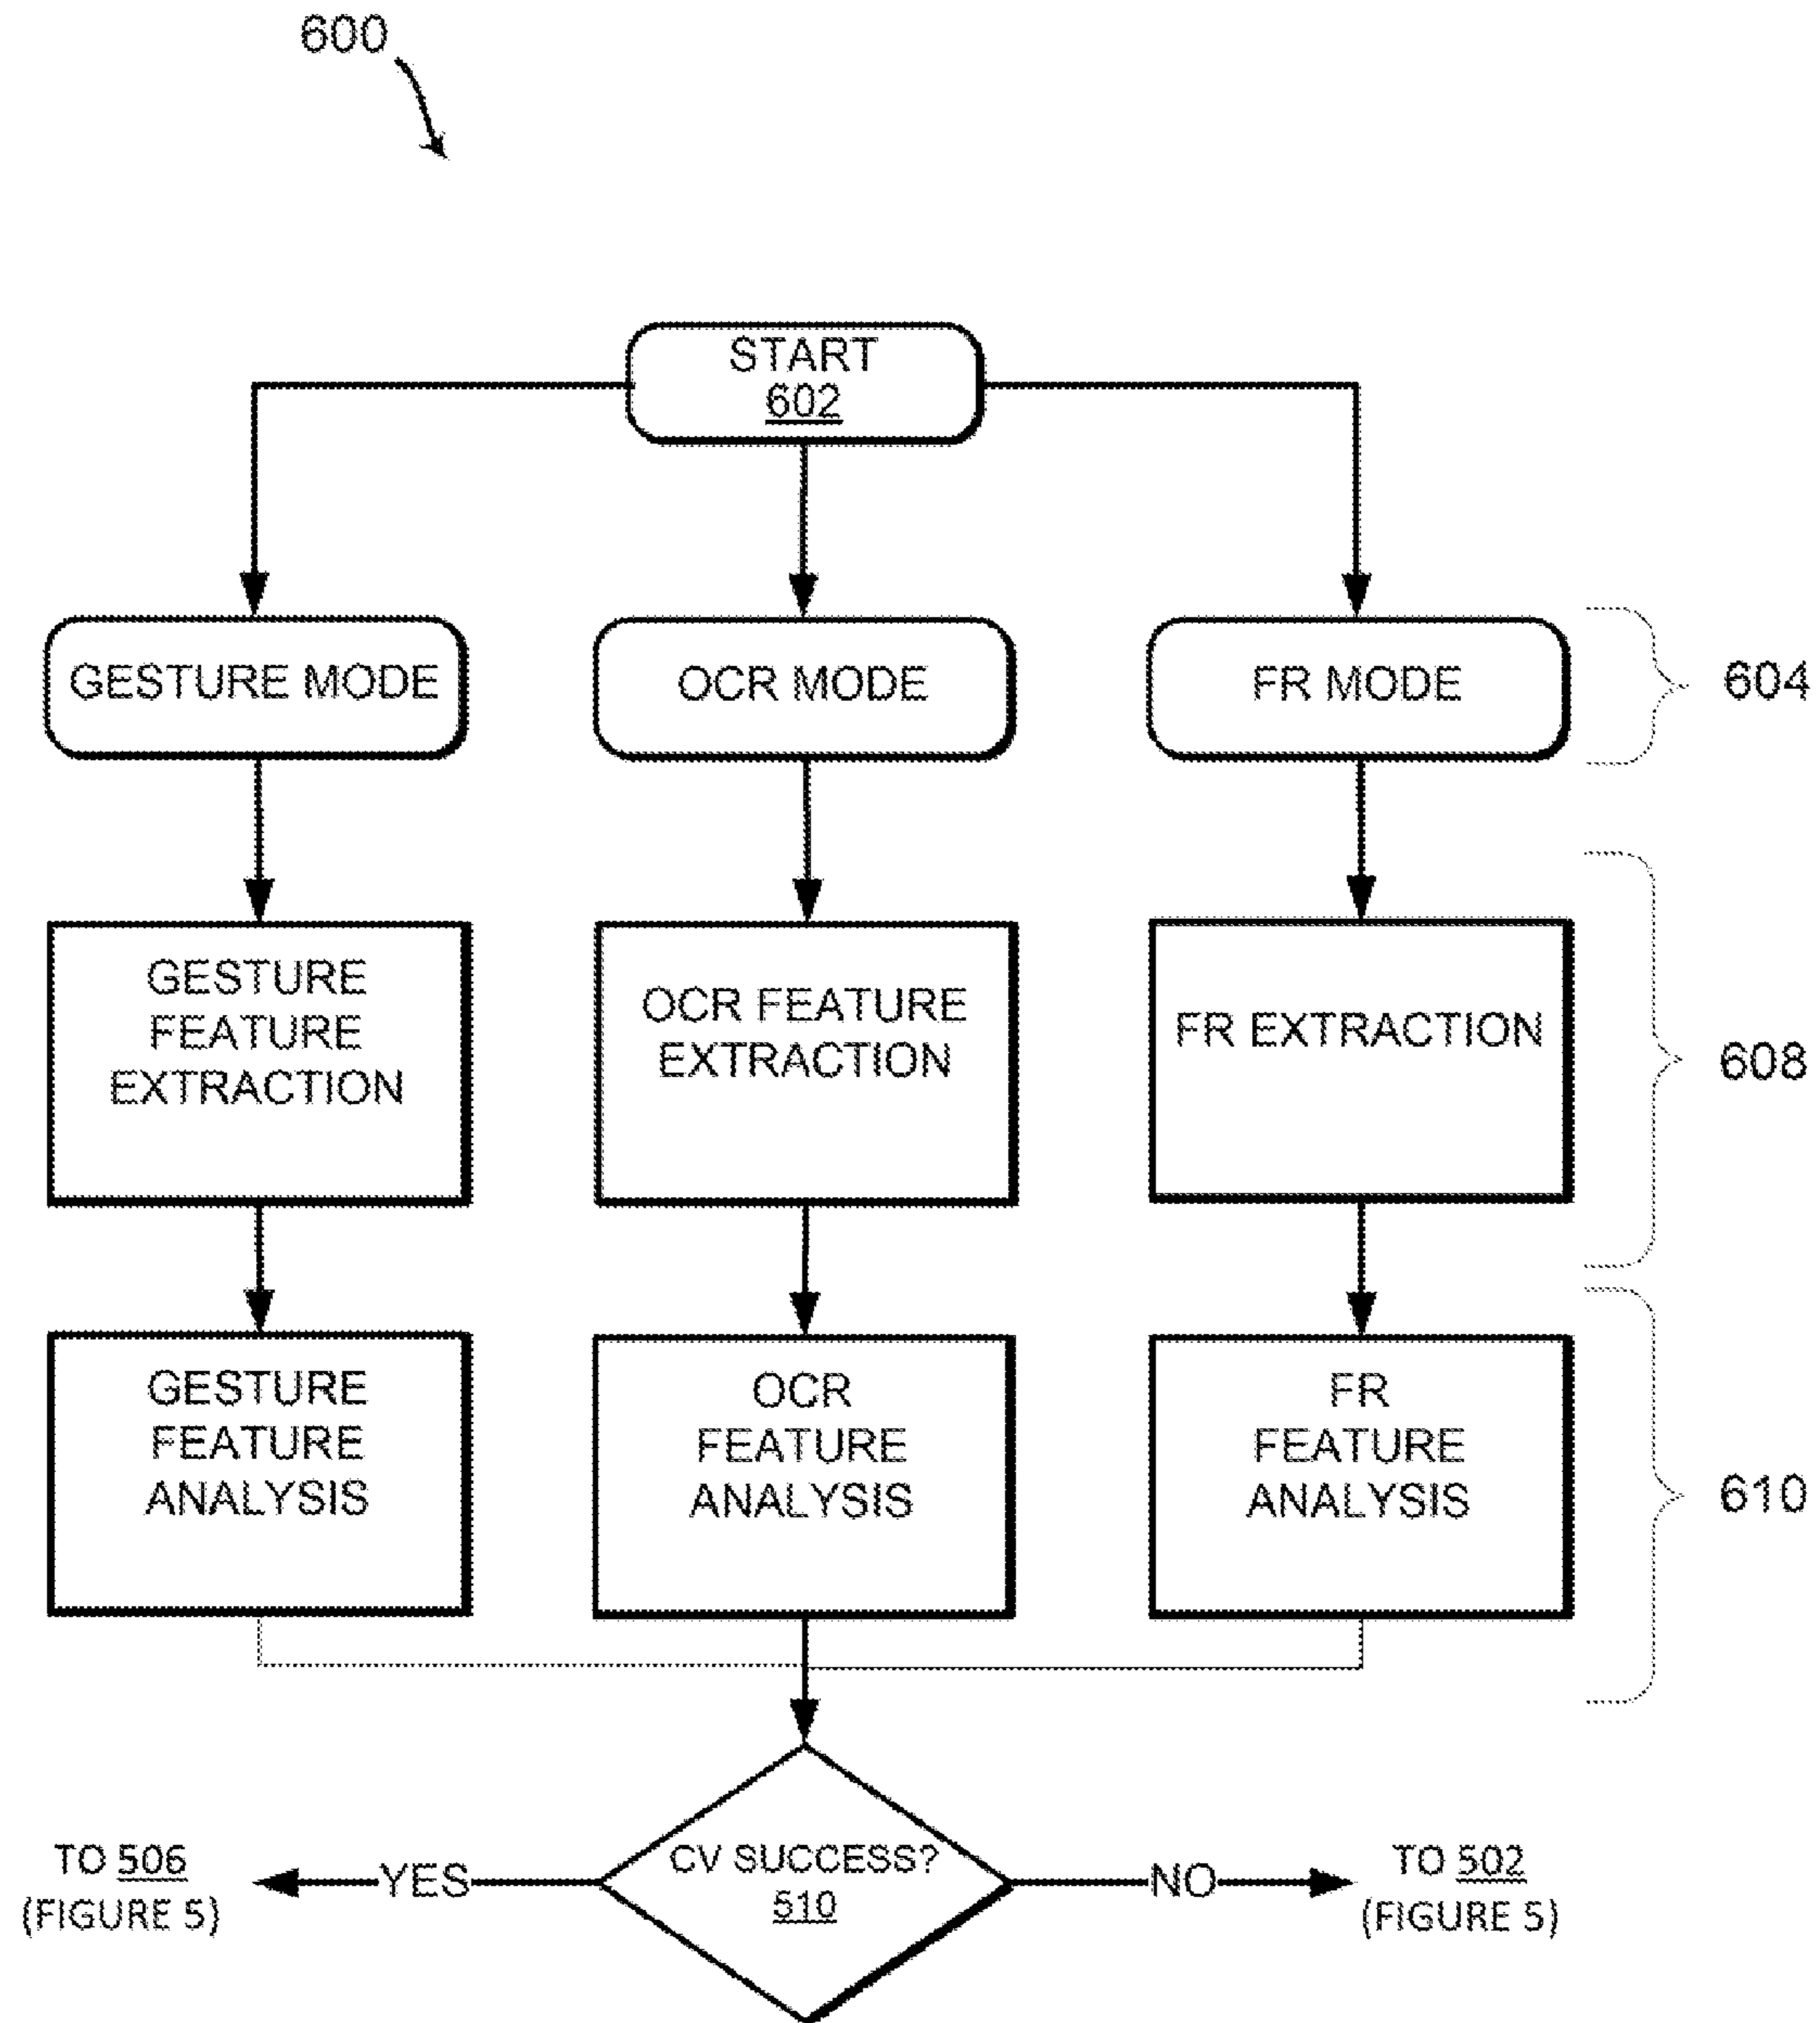 600
START
602
GESTURE MODE
OCR MODE
FR MODE
604
GESTURE
FEATURE
EXTRACTION
OCR FEATURE
EXTRACTION
FR EXTRACTION
608
GESTURE
FEATURE
ANALYSIS
OCR
FEATURE
ANALYSIS
FR
FEATURE
ANALYSIS
610
CV SUCCESS?
510
YES
TO 506
(FIGURE 5)
NO
TO 502
(FIGURE 5)